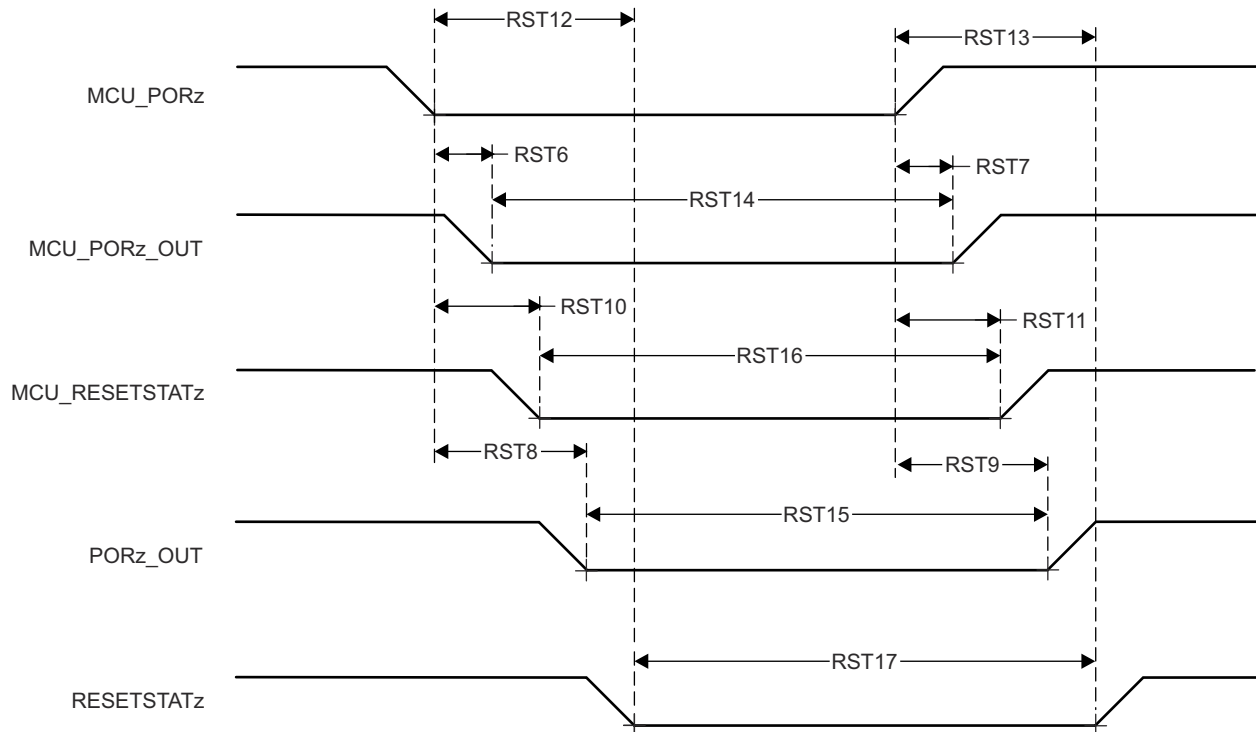 RST12
RST13
MCU_PORz
RST6
RST7
RST14
MCU_PORz_OUT
RST10
RST11
RST16
MCU_RESETSTATz
RST8
RST9
RST15
PORz_OUT
RST17
RESETSTATz